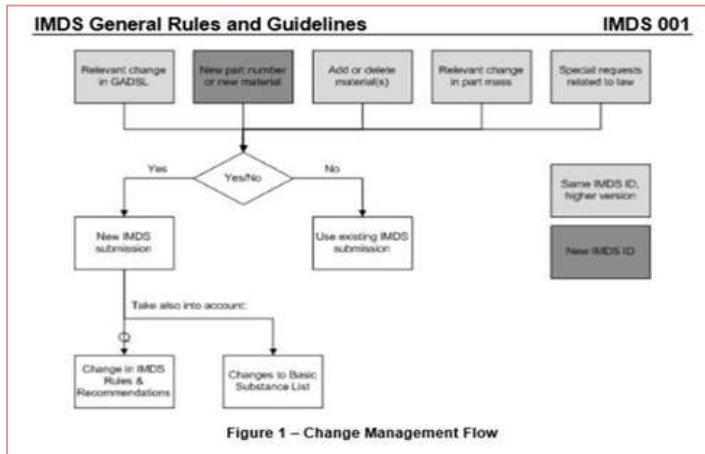 IMDS General Rules and Guidelines
IMDS 001
Relevant change
in GADSL
New part number
or new material
Add or delete
material(s)
Relevant change
in part mass
Special requests
related to law
Yes
Yes/No
No
Same IMDS ID,
higher version
New IMDS
submission
Use existing IMDS
submission
New IMDS ID
Take also into account:
Change in IMDS
Rules &
Recommendations
Changes to Basic
Substance List
Figure 1 – Change Management Flow